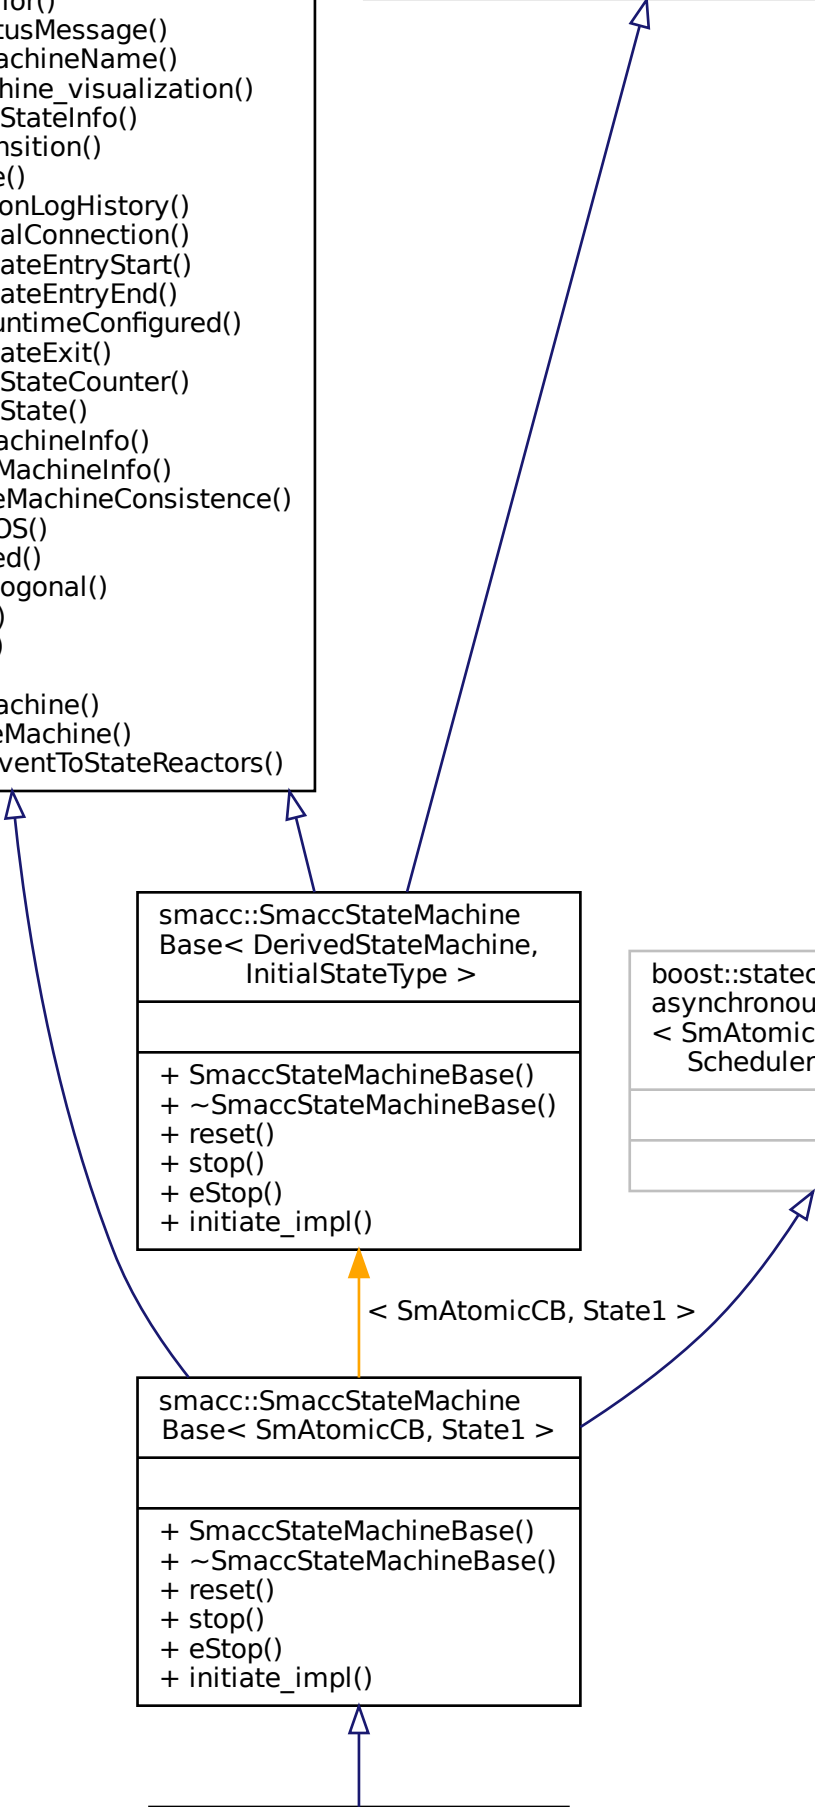 tusMessage()
achineName()
hine_visualization()
StateInfo()
nsition()
e()
onLogHistory()
alConnection()
ateEntryStart()
ateEntryEnd()
untimeConfigured()
ateExit()
StateCounter()
State()
achineInfo()
MachineInfo()
eMachineConsistence()
OS()
ed()
ogonal()
)
)
achine()
eMachine()
ventToStateReactors()
smacc::SmaccStateMachine
Base< DerivedStateMachine,
InitialStateType >
+ SmaccStateMachineBase()
+ ~SmaccStateMachineBase()
+ reset()
+ stop()
+ eStop()
+ initiate_impl()
boost::statec
asynchronou
< SmAtomic
Scheduler
< SmAtomicCB, State1 >
smacc::SmaccStateMachine
Base< SmAtomicCB, State1 >
+ SmaccStateMachineBase()
+ ~SmaccStateMachineBase()
+ reset()
+ stop()
+ eStop()
+ initiate_impl()